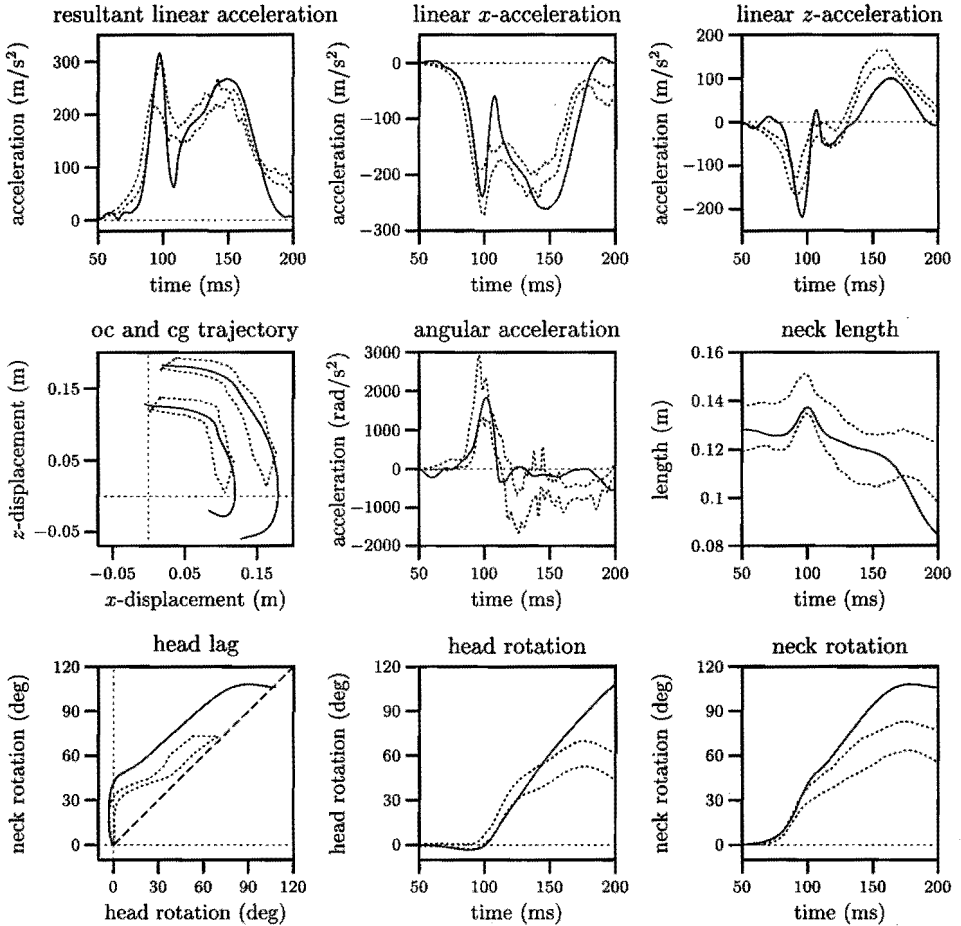 resultant linear acceleration
acceleration (m/s²)
300
200
100
0
50 100 150 200
time (ms)
linear x-acceleration
acceleration (m/s²)
0
−100
−200
−300
50 100 150 200
time (ms)
linear z-acceleration
acceleration (m/s²)
200
100
0
−100
−200
50 100 150 200
time (ms)
oc and cg trajectory
z-displacement (m)
0.15
0.05
−0.05
−0.05 0.05 0.15
x-displacement (m)
angular acceleration
acceleration (rad/s²)
3000
2000
1000
0
−1000
−2000
50 100 150 200
time (ms)
neck length
length (m)
0.16
0.14
0.12
0.1
0.08
50 100 150 200
time (ms)
head lag
neck rotation (deg)
120
90
60
30
0
0 30 60 90 120
head rotation (deg)
head rotation
head rotation (deg)
120
90
60
30
0
50 100 150 200
time (ms)
neck rotation
neck rotation (deg)
120
90
60
30
0
50 100 150 200
time (ms)